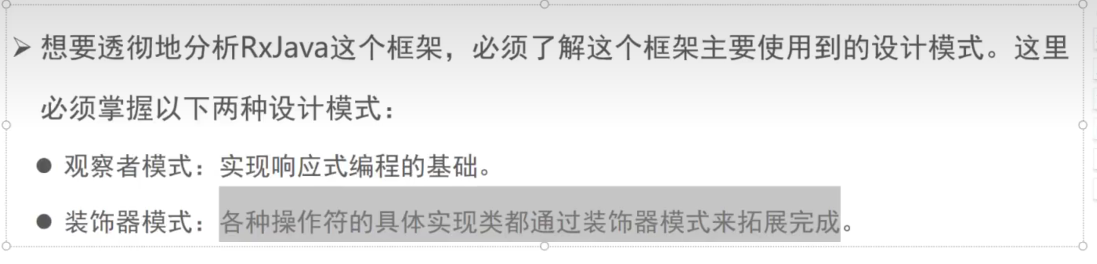 ➢ 想要透彻地分析RxJava这个框架，必须了解这个框架主要使用到的设计模式。这里
必须掌握以下两种设计模式：
● 观察者模式：实现响应式编程的基础。
● 装饰器模式：各种操作符的具体实现类都通过装饰器模式来拓展完成。